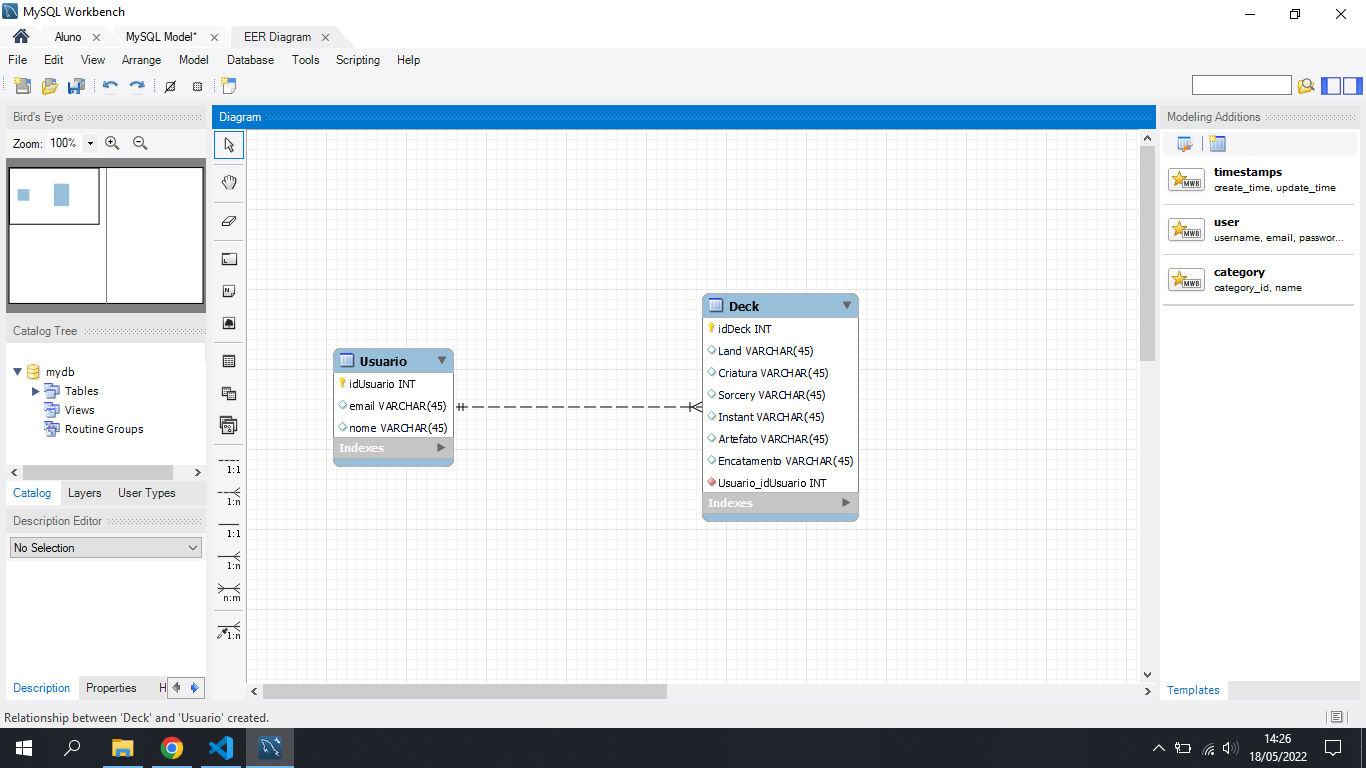 MySQL Workbench
Aluno
MySQL Model*
EER Diagram
File Edit View Arrange Model Database Tools Scripting Help
Bird's Eye
Zoom: 100%
Catalog Tree
mydb
Tables
Views
Routine Groups
Catalog Layers User Types
Description Editor
No Selection
Description Properties H
Relationship between 'Deck' and 'Usuario' created.
Diagram
1:1
1:n
1:1
1:n
n:m
1:n
Usuario
idUsuario INT
email VARCHAR(45)
nome VARCHAR(45)
Indexes
Deck
idDeck INT
Land VARCHAR(45)
Criatura VARCHAR(45)
Sorcery VARCHAR(45)
Instant VARCHAR(45)
Artefato VARCHAR(45)
Encatamento VARCHAR(45)
Usuario_idUsuario INT
Indexes
Modeling Additions
MWB
timestamps
create_time, update_time
MWB
user
username, email, passwor...
MWB
category
category_id, name
Templates
14:26
18/05/2022